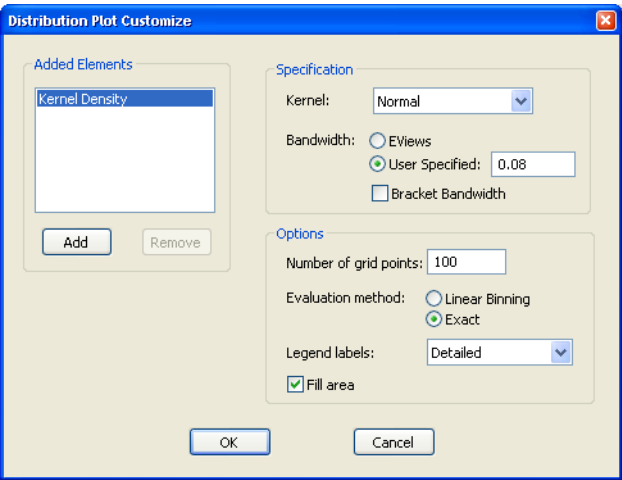 Distribution Plot Customize
Added Elements
Kernel Density
Add
Remove
Specification
Kernel: Normal
Bandwidth: EViews
User Specified: 0.08
Bracket Bandwidth
Options
Number of grid points: 100
Evaluation method: Linear Binning
Exact
Legend labels: Detailed
Fill area
OK
Cancel